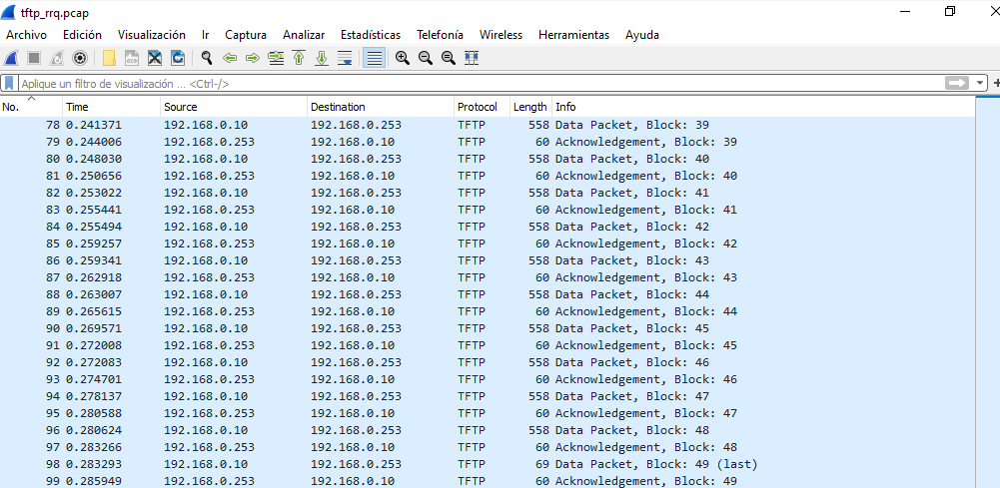 tftp_rrq.pcap
Archivo Edición Visualización Ir Captura Analizar Estadísticas Telefonía Wireless Herramientas Ayuda
Aplique un filtro de visualización ... <Ctrl-/>
No. Time Source Destination Protocol Length Info
78 0.241371 192.168.0.10 192.168.0.253 TFTP 558 Data Packet, Block: 39
79 0.244006 192.168.0.253 192.168.0.10 TFTP 60 Acknowledgement, Block: 39
80 0.248030 192.168.0.10 192.168.0.253 TFTP 558 Data Packet, Block: 40
81 0.250656 192.168.0.253 192.168.0.10 TFTP 60 Acknowledgement, Block: 40
82 0.253022 192.168.0.10 192.168.0.253 TFTP 558 Data Packet, Block: 41
83 0.255441 192.168.0.253 192.168.0.10 TFTP 60 Acknowledgement, Block: 41
84 0.255494 192.168.0.10 192.168.0.253 TFTP 558 Data Packet, Block: 42
85 0.259257 192.168.0.253 192.168.0.10 TFTP 60 Acknowledgement, Block: 42
86 0.259341 192.168.0.10 192.168.0.253 TFTP 558 Data Packet, Block: 43
87 0.262918 192.168.0.253 192.168.0.10 TFTP 60 Acknowledgement, Block: 43
88 0.263007 192.168.0.10 192.168.0.253 TFTP 558 Data Packet, Block: 44
89 0.265615 192.168.0.253 192.168.0.10 TFTP 60 Acknowledgement, Block: 44
90 0.269571 192.168.0.10 192.168.0.253 TFTP 558 Data Packet, Block: 45
91 0.272008 192.168.0.253 192.168.0.10 TFTP 60 Acknowledgement, Block: 45
92 0.272083 192.168.0.10 192.168.0.253 TFTP 558 Data Packet, Block: 46
93 0.274701 192.168.0.253 192.168.0.10 TFTP 60 Acknowledgement, Block: 46
94 0.278137 192.168.0.10 192.168.0.253 TFTP 558 Data Packet, Block: 47
95 0.280588 192.168.0.253 192.168.0.10 TFTP 60 Acknowledgement, Block: 47
96 0.280624 192.168.0.10 192.168.0.253 TFTP 558 Data Packet, Block: 48
97 0.283266 192.168.0.253 192.168.0.10 TFTP 60 Acknowledgement, Block: 48
98 0.283293 192.168.0.10 192.168.0.253 TFTP 69 Data Packet, Block: 49 (last)
99 0.285949 192.168.0.253 192.168.0.10 TFTP 60 Acknowledgement, Block: 49